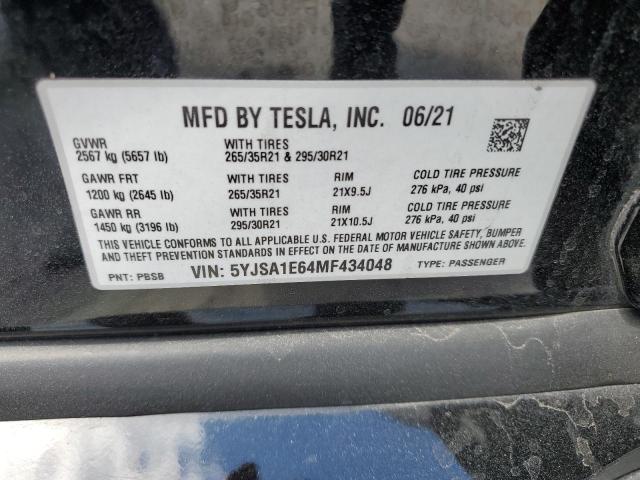 MFD BY TESLA, INC. 06/21
GVWR
2567 kg (5657 lb)
WITH TIRES
265/35R21 & 295/30R21
GAWR FRT
1200 kg (2645 lb)
WITH TIRES
265/35R21
RIM
21X9.5J
COLD TIRE PRESSURE
276 kPa, 40 psi
GAWR RR
1450 kg (3196 lb)
WITH TIRES
295/30R21
RIM
21X10.5J
COLD TIRE PRESSURE
276 kPa, 40 psi
THIS VEHICLE CONFORMS TO ALL APPLICABLE U.S. FEDERAL MOTOR VEHICLE SAFETY, BUMPER
AND THEFT PREVENTION STANDARDS IN EFFECT ON THE DATE OF MANUFACTURE SHOWN ABOVE.
PNT: PBSB
VIN: 5YJSA1E64MF434048
TYPE: PASSENGER